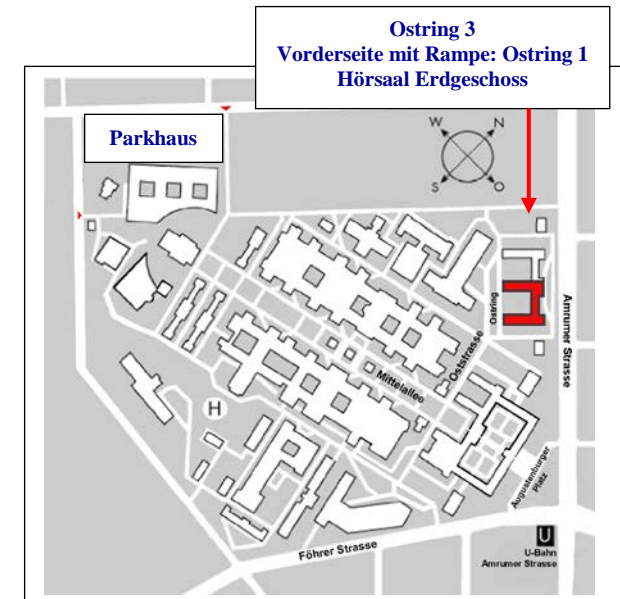 Ostring 3
Vorderseite mit Rampe: Ostring 1
Hörsaal Erdgeschoss
Parkhaus
W
N
S
O
Ostring
Amrumer Strasse
Oststrasse
Mittelallee
H
Augustenburger
Platz
Föhrer Strasse
U
U-Bahn
Amrumer Strasse